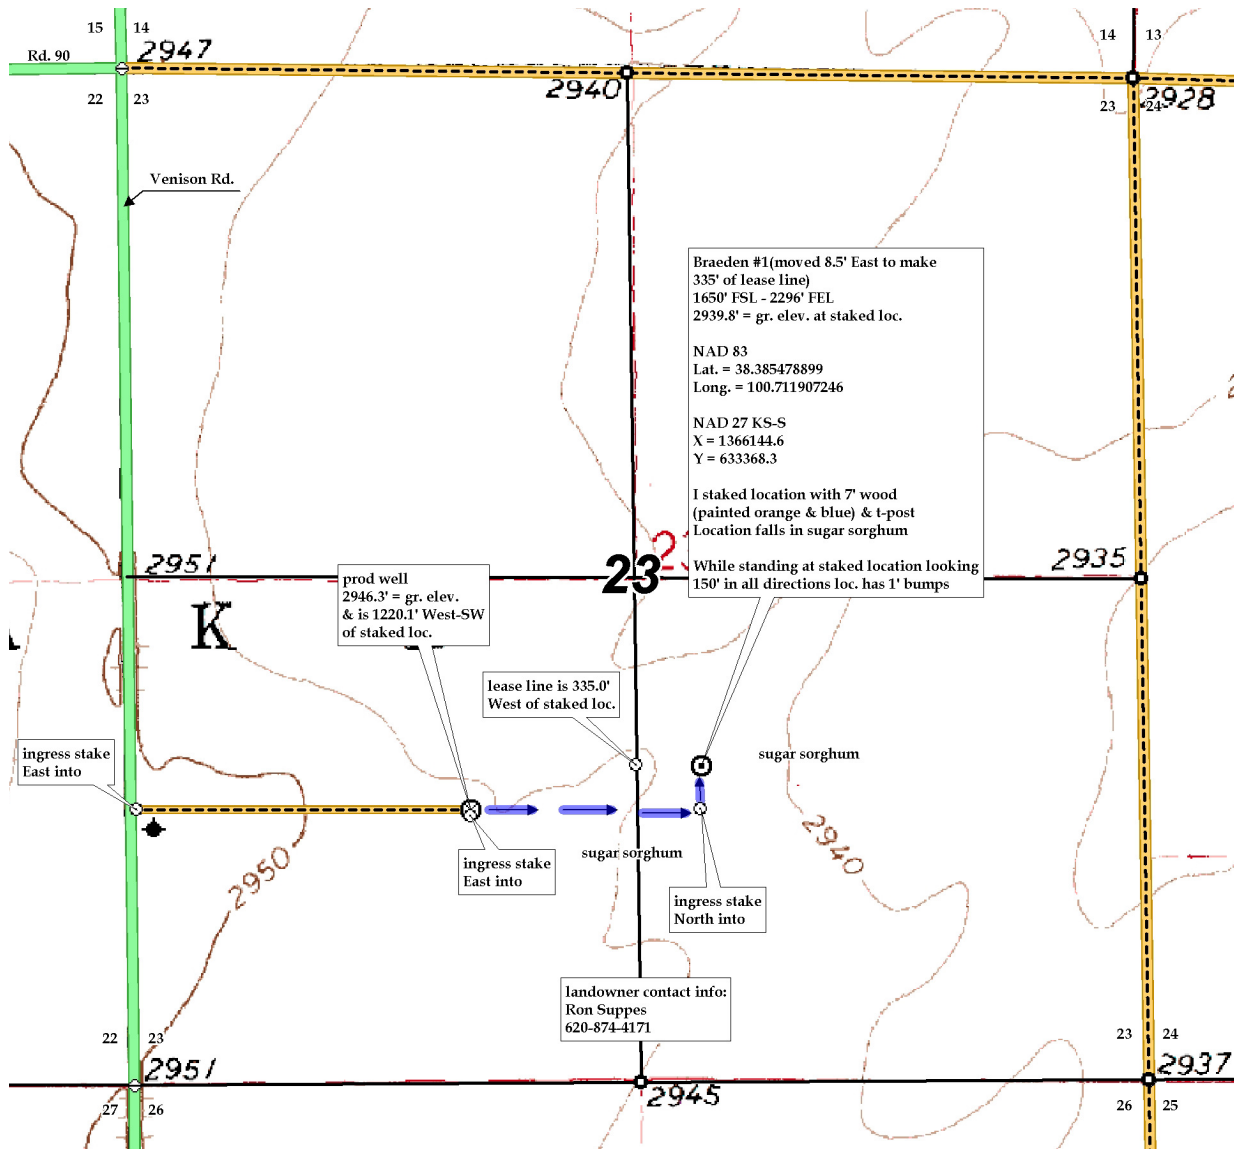 15 14
14 13
Rd. 90
2947
2940
22 23
23 24
2928
Venison Rd.
Braeden #1(moved 8.5' East to make
335' of lease line)
1650' FSL - 2296' FEL
2939.8' = gr. elev. at staked loc.
NAD 83
Lat. = 38.385478899
Long. = 100.711907246
NAD 27 KS-S
X = 1366144.6
Y = 633368.3
I staked location with 7' wood
(painted orange & blue) & t-post
Location falls in sugar sorghum
While standing at staked location looking
150' in all directions loc. has 1' bumps
2951
23
2935
prod well
2946.3' = gr. elev.
& is 1220.1' West-SW
of staked loc.
K
lease line is 335.0'
West of staked loc.
ingress stake
East into
sugar sorghum
2950
ingress stake
East into
sugar sorghum
2940
ingress stake
North into
landowner contact info:
Ron Suppes
620-874-4171
22 23
23 24
2951
2945
2937
27 26
26 25